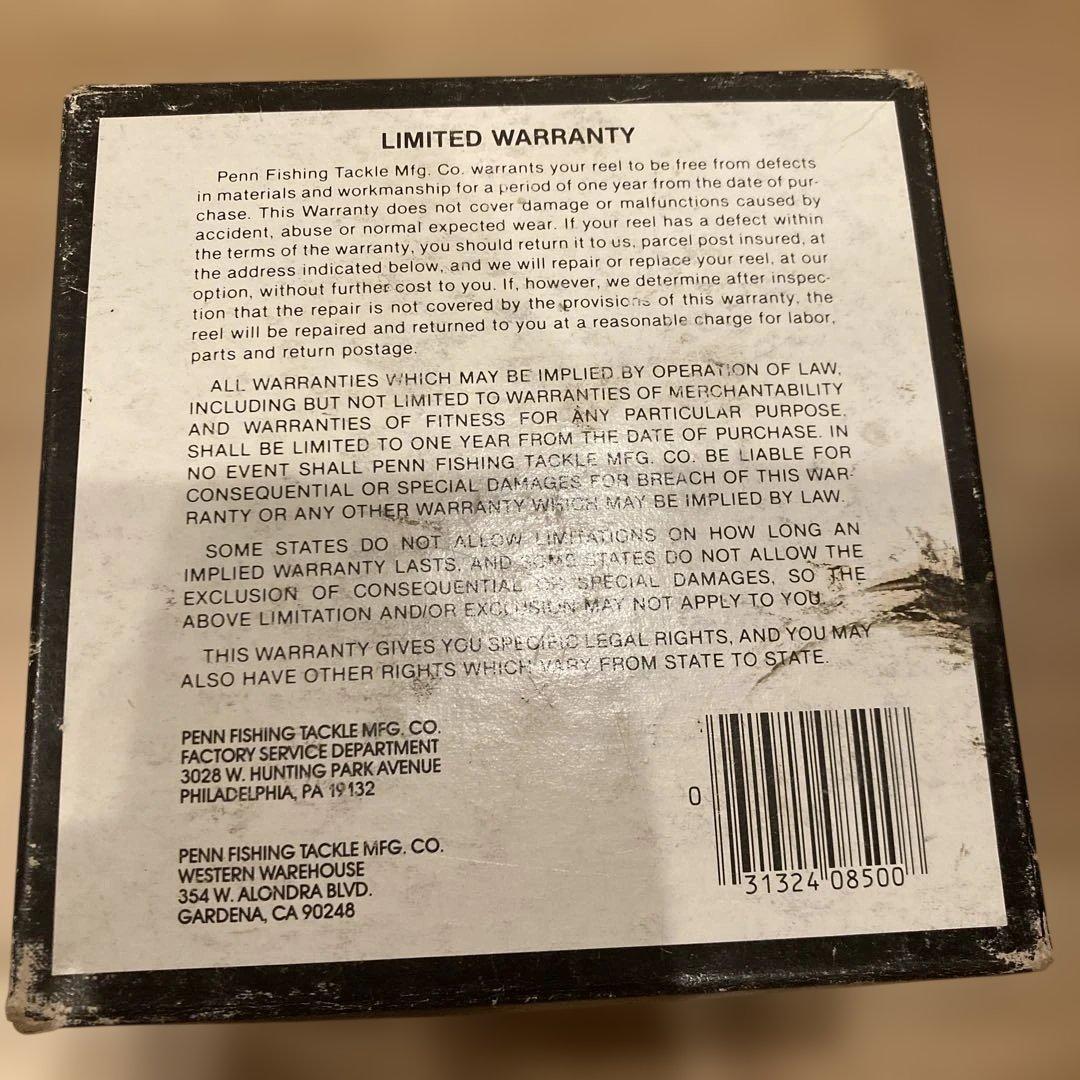 LIMITED WARRANTY
Penn Fishing Tackle Mfg. Co. warrants your reel to be free from defects
in materials and workmanship for a period of one year from the date of pur-
chase. This Warranty does not cover damage or malfunctions caused by
accident, abuse or normal expected wear. If your reel has a defect within
the terms of the warranty, you should return it to us, parcel post insured, at
the address indicated below, and we will repair or replace your reel, at our
option, without further cost to you. If, however, we determine after inspec-
tion that the repair is not covered by the provisions of this warranty, the
reel will be repaired and returned to you at a reasonable charge for labor,
parts and return postage.
ALL WARRANTIES WHICH MAY BE IMPLIED BY OPERATION OF LAW,
INCLUDING BUT NOT LIMITED TO WARRANTIES OF MERCHANTABILITY
AND WARRANTIES OF FITNESS FOR ANY PARTICULAR PURPOSE,
SHALL BE LIMITED TO ONE YEAR FROM THE DATE OF PURCHASE. IN
NO EVENT SHALL PENN FISHING TACKLE MFG. CO. BE LIABLE FOR
CONSEQUENTIAL OR SPECIAL DAMAGES FOR BREACH OF THIS WAR-
RANTY OR ANY OTHER WARRANTY WHICH MAY BE IMPLIED BY LAW.
SOME STATES DO NOT ALLOW LIMITATIONS ON HOW LONG AN
IMPLIED WARRANTY LASTS, AND SOME STATES DO NOT ALLOW THE
EXCLUSION OF CONSEQUENTIAL OR SPECIAL DAMAGES, SO THE
ABOVE LIMITATION AND/OR EXCLUSION MAY NOT APPLY TO YOU.
THIS WARRANTY GIVES YOU SPECIFIC LEGAL RIGHTS, AND YOU MAY
ALSO HAVE OTHER RIGHTS WHICH VARY FROM STATE TO STATE.
PENN FISHING TACKLE MFG. CO.
FACTORY SERVICE DEPARTMENT
3028 W. HUNTING PARK AVENUE
PHILADELPHIA, PA 19132
PENN FISHING TACKLE MFG. CO.
WESTERN WAREHOUSE
354 W. ALONDRA BLVD.
GARDENA, CA 90248
0 31324 08500